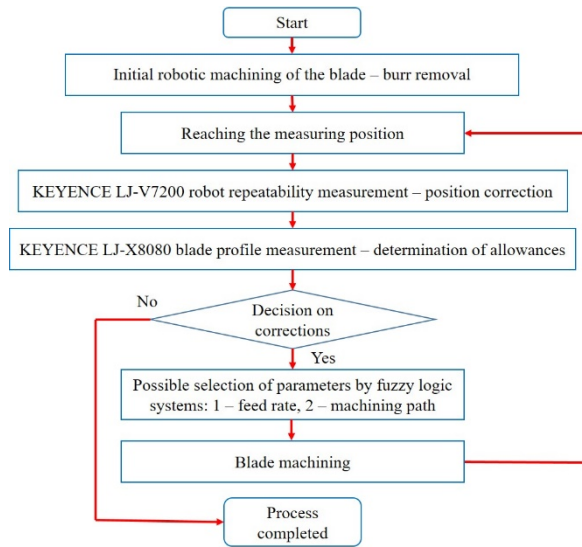 Start
Initial robotic machining of the blade – burr removal
Reaching the measuring position
KEYENCE LJ-V7200 robot repeatability measurement – position correction
KEYENCE LJ-X8080 blade profile measurement – determination of allowances
No
Decision on
corrections
Yes
Possible selection of parameters by fuzzy logic
systems: 1 – feed rate, 2 – machining path
Blade machining
Process
completed